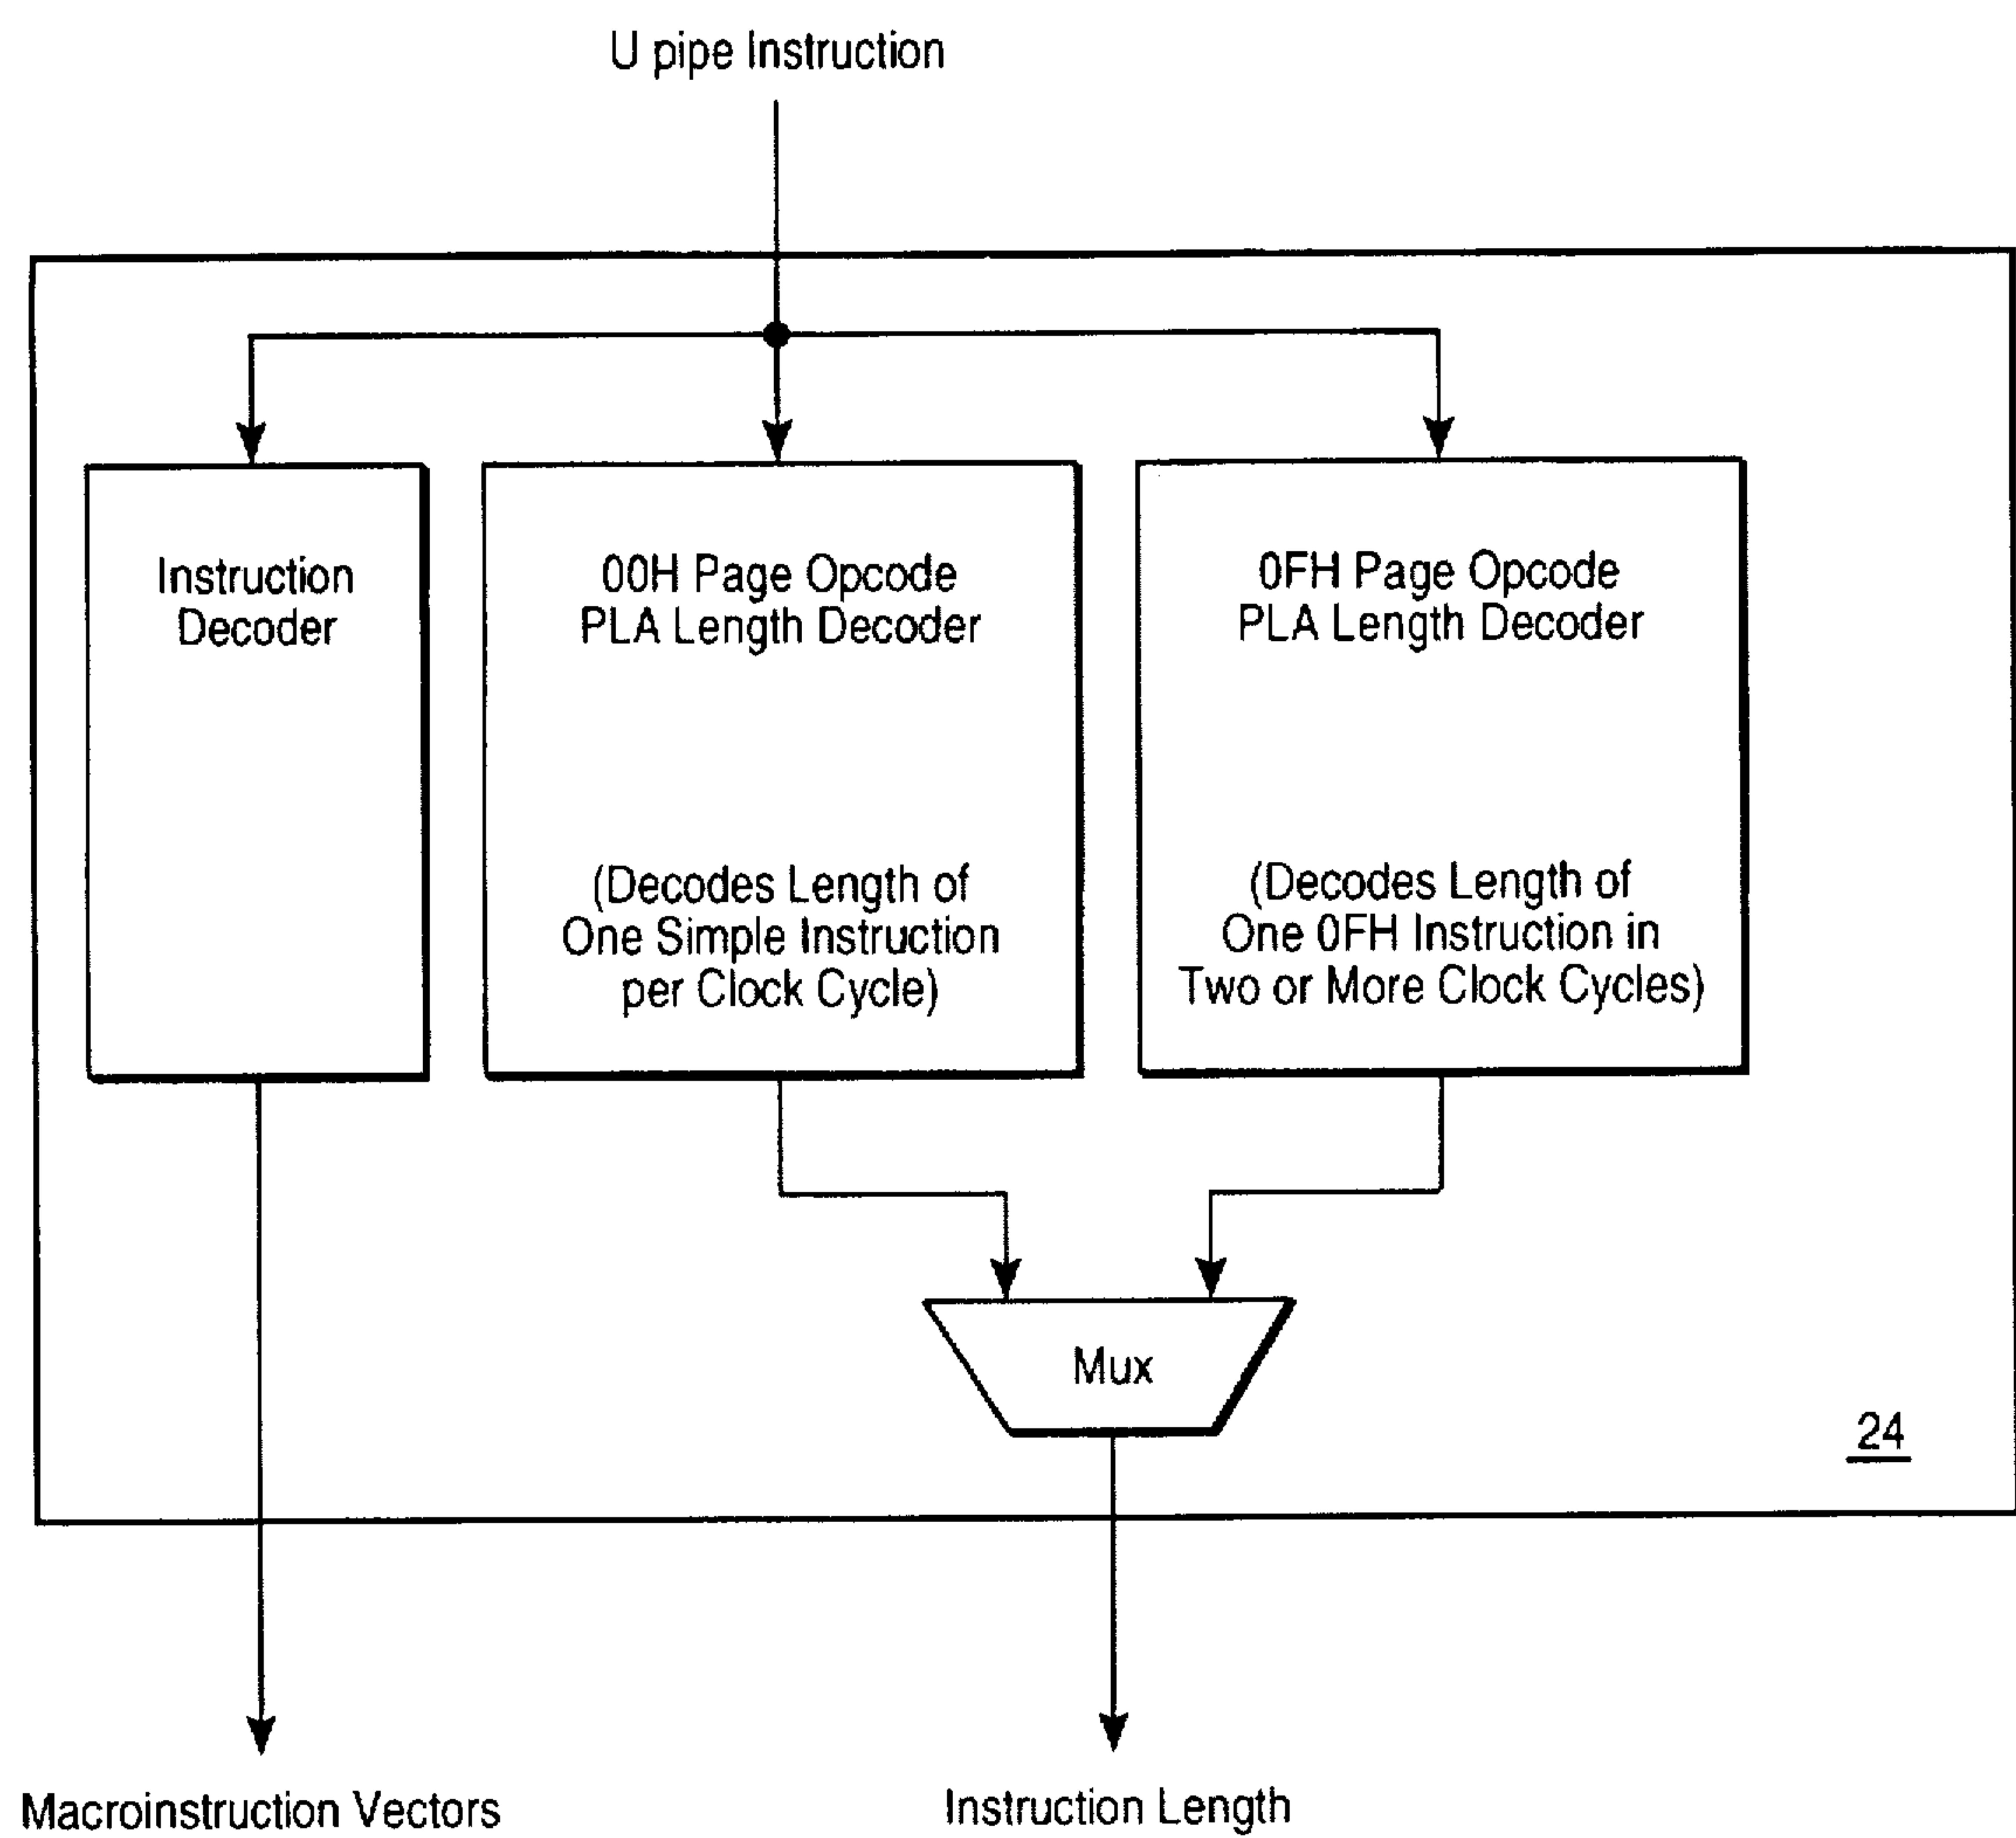 U pipe Instruction
Instruction
Decoder
00H Page Opcode
PLA Length Decoder
(Decodes Length of
One Simple Instruction
per Clock Cycle)
0FH Page Opcode
PLA Length Decoder
(Decodes Length of
One 0FH Instruction in
Two or More Clock Cycles)
Mux
24
Macroinstruction Vectors
Instruction Length